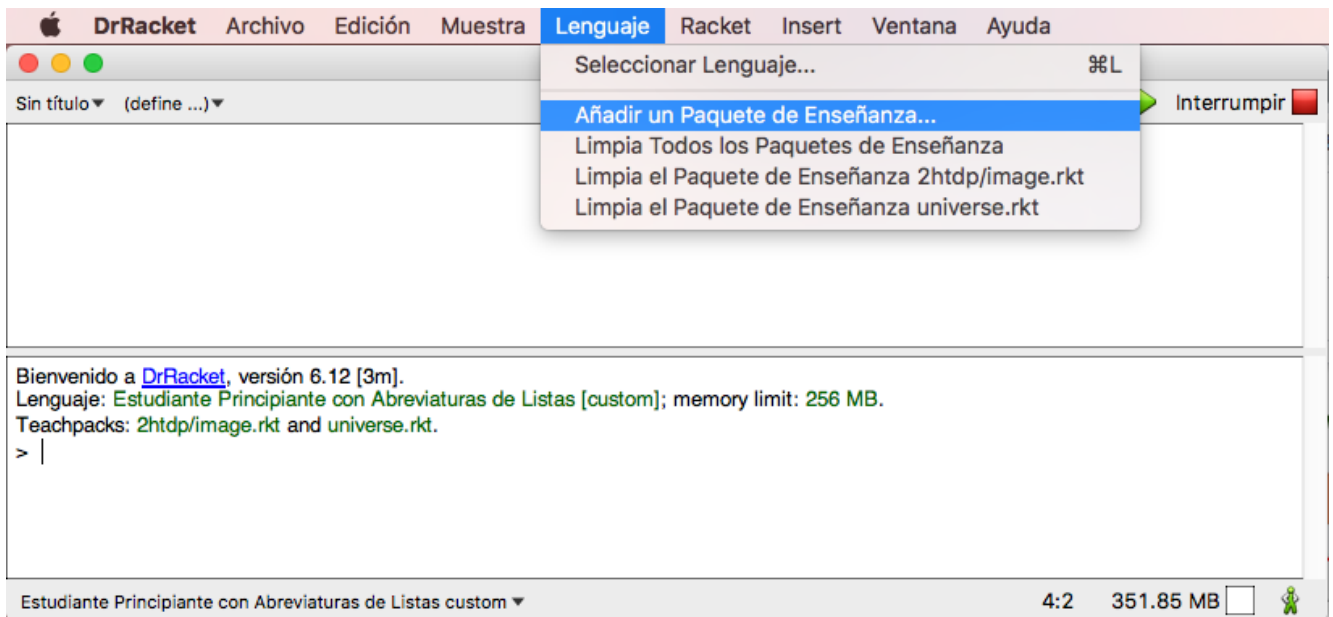 DrRacket Archivo Edición Muestra Lenguaje Racket Insert Ventana Ayuda
Seleccionar Lenguaje... ⌘L
Sin título▼ (define ...)▼ Interrumpir
Añadir un Paquete de Enseñanza...
Limpia Todos los Paquetes de Enseñanza
Limpia el Paquete de Enseñanza 2htdp/image.rkt
Limpia el Paquete de Enseñanza universe.rkt
Bienvenido a DrRacket, versión 6.12 [3m].
Lenguaje: Estudiante Principiante con Abreviaturas de Listas [custom]; memory limit: 256 MB.
Teachpacks: 2htdp/image.rkt and universe.rkt.
>
Estudiante Principiante con Abreviaturas de Listas custom ▼ 4:2 351.85 MB